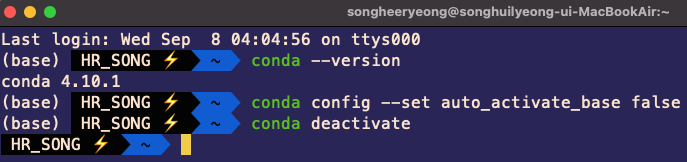 songheeryeong@songhuilyeong-ui-MacBookAir:~
Last login: Wed Sep  8 04:04:56 on ttys000
(base) HR_SONG ⚡ ~ conda --version
conda 4.10.1
(base) HR_SONG ⚡ ~ conda config --set auto_activate_base false
(base) HR_SONG ⚡ ~ conda deactivate
HR_SONG ⚡ ~